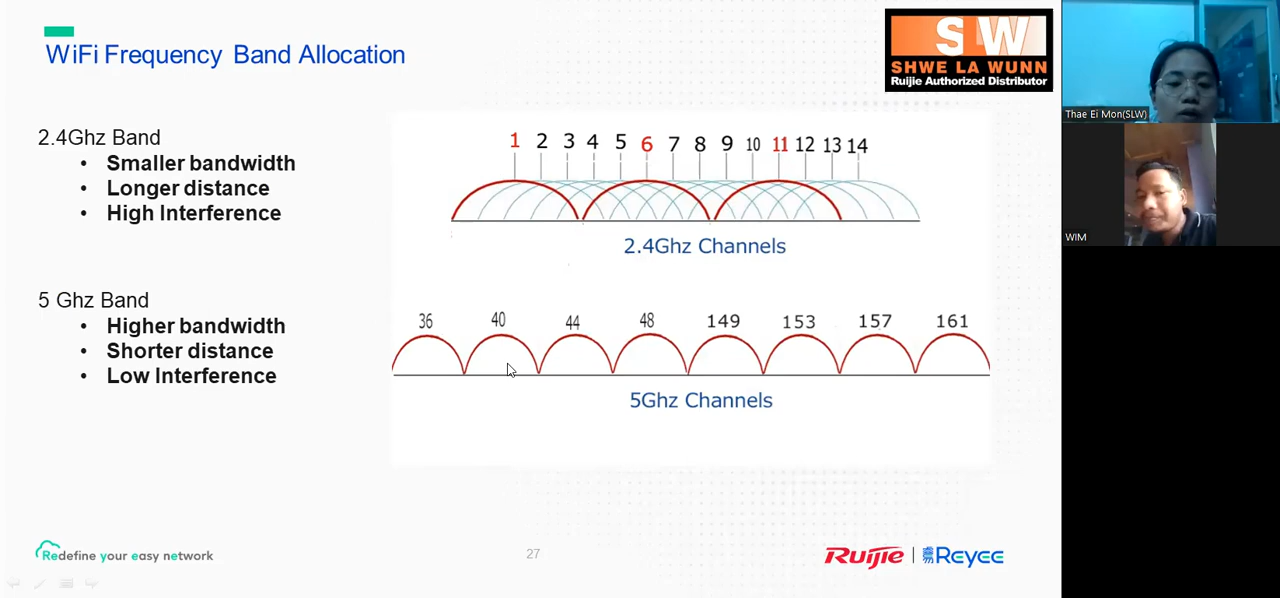 WiFi Frequency Band Allocation
SW
SHWE LA WUNN
Ruijie Authorized Distributor
Thae Ei Mon(SLW)
WIM
2.4Ghz Band
• Smaller bandwidth
• Longer distance
• High Interference
1 2 3 4 5 6 7 8 9 10 11 12 13 14
2.4Ghz Channels
5 Ghz Band
• Higher bandwidth
• Shorter distance
• Low Interference
36 40 44 48 149 153 157 161
5Ghz Channels
Redefine your easy network
27
Ruijie | 睿易 Reyee